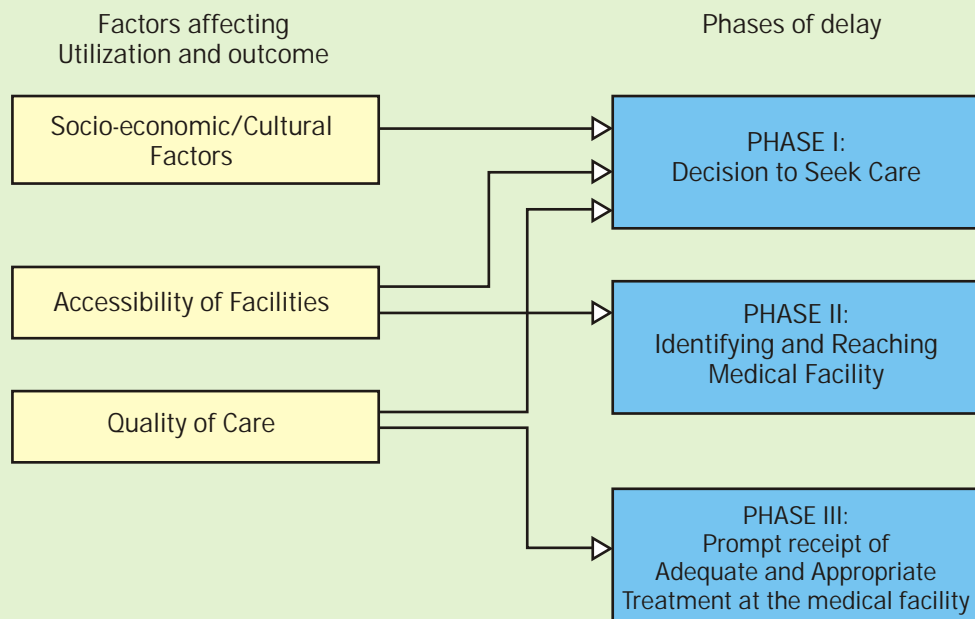 Factors affecting
Utilization and outcome
Phases of delay
Socio-economic/Cultural
Factors
PHASE I:
Decision to Seek Care
Accessibility of Facilities
PHASE II:
Identifying and Reaching
Medical Facility
Quality of Care
PHASE III:
Prompt receipt of
Adequate and Appropriate
Treatment at the medical facility